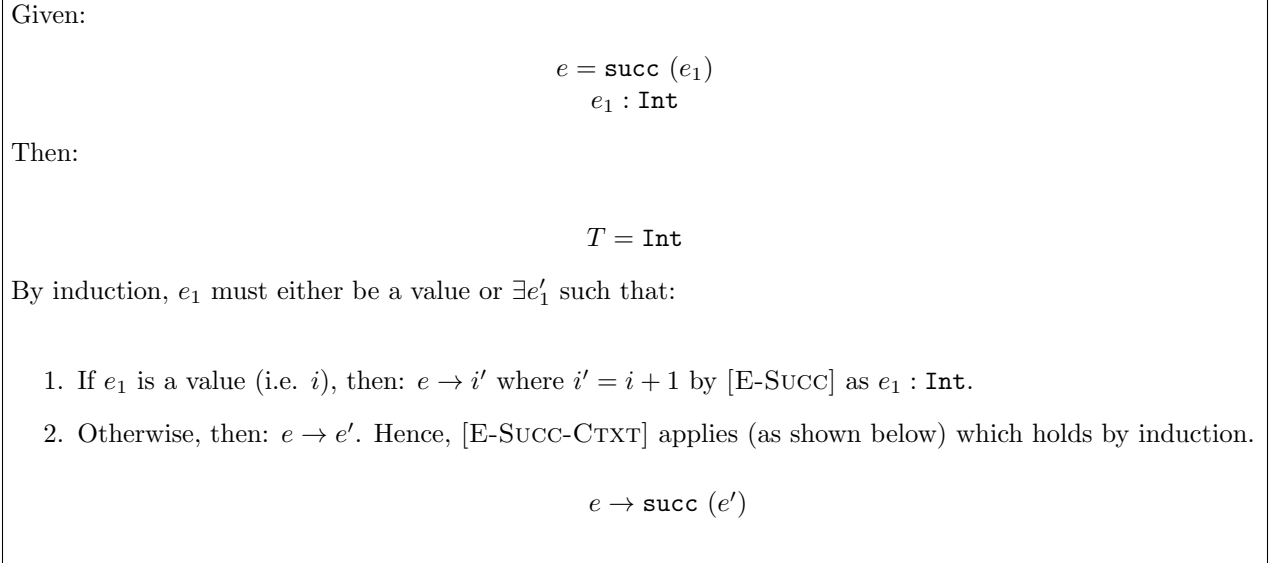 Given:
e = succ (e₁)
e₁ : Int
Then:
T = Int
By induction, e₁ must either be a value or ∃e₁′ such that:
1. If e₁ is a value (i.e. i), then: e → i′ where i′ = i + 1 by [E-Succ] as e₁ : Int.
2. Otherwise, then: e → e′. Hence, [E-Succ-Ctxt] applies (as shown below) which holds by induction.
e → succ (e′)